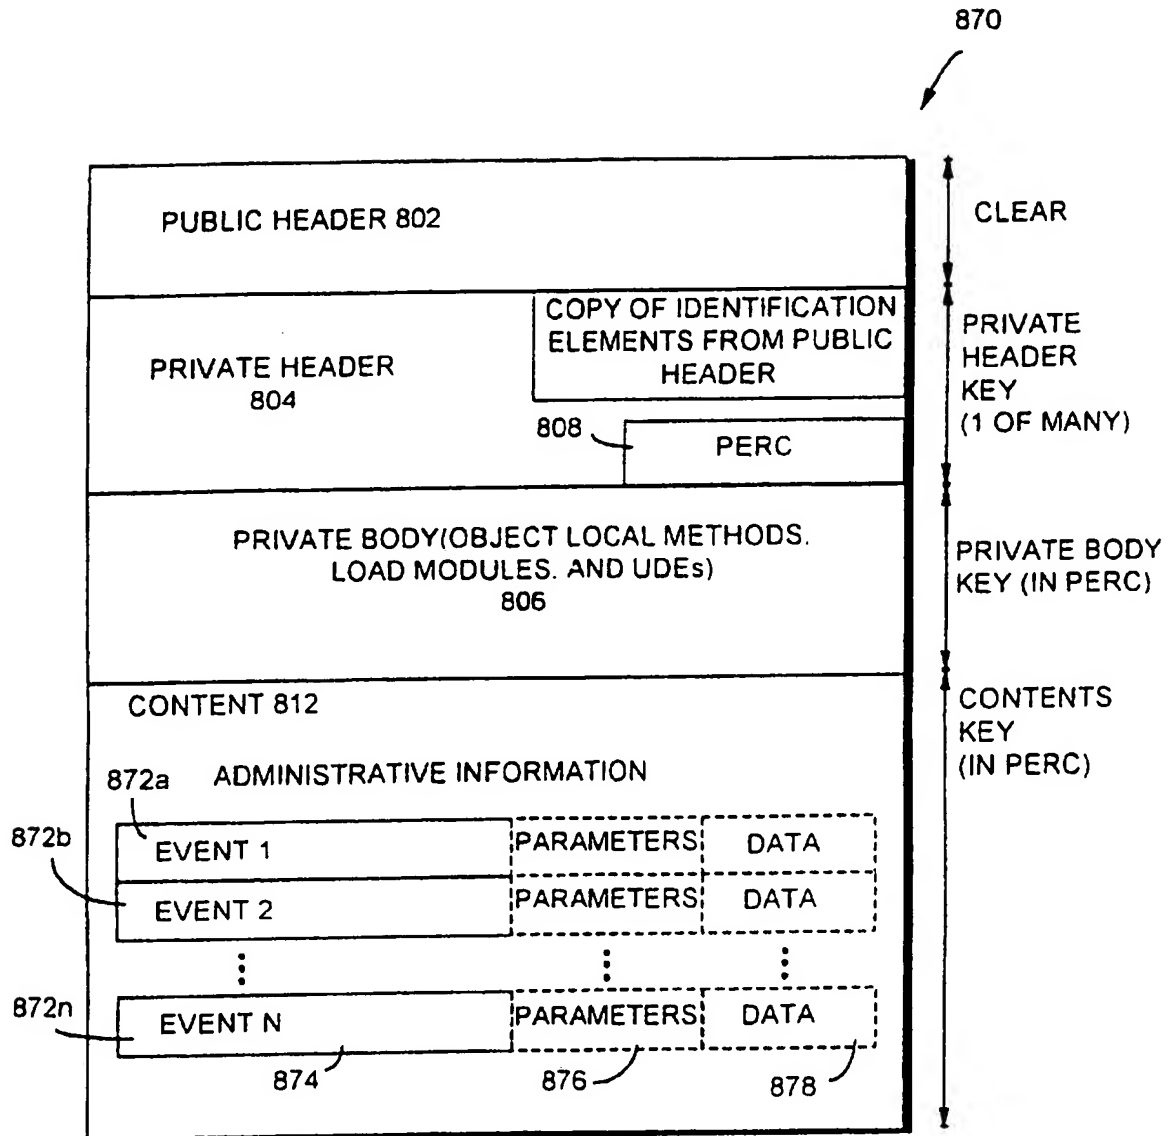 870
PUBLIC HEADER 802
CLEAR
PRIVATE HEADER
804
COPY OF IDENTIFICATION
ELEMENTS FROM PUBLIC
HEADER
808
PERC
PRIVATE
HEADER
KEY
(1 OF MANY)
PRIVATE BODY(OBJECT LOCAL METHODS.
LOAD MODULES. AND UDEs)
806
PRIVATE BODY
KEY (IN PERC)
CONTENT 812
CONTENTS
KEY
(IN PERC)
ADMINISTRATIVE INFORMATION
872a
EVENT 1 PARAMETERS DATA
872b
EVENT 2 PARAMETERS DATA
872n
EVENT N PARAMETERS DATA
874 876 878